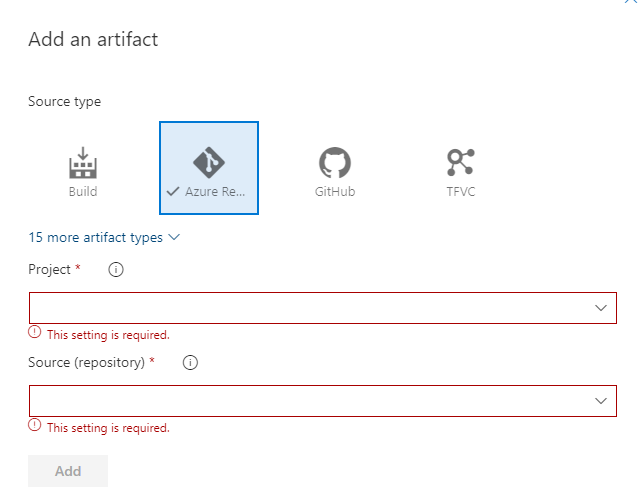 Add an artifact
Source type
Build
Azure Re...
GitHub
TFVC
15 more artifact types
Project *
This setting is required.
Source (repository) *
This setting is required.
Add